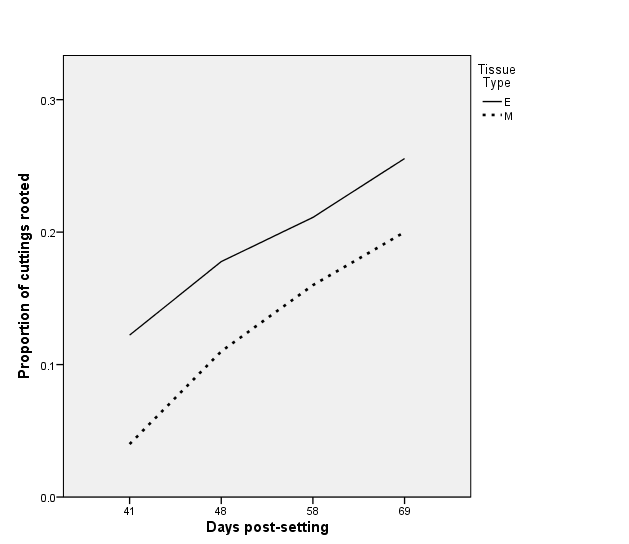 Tissue
Type
E
M
0.3
0.2
0.1
0.0
Proportion of cuttings rooted
41 48 58 69
Days post-setting